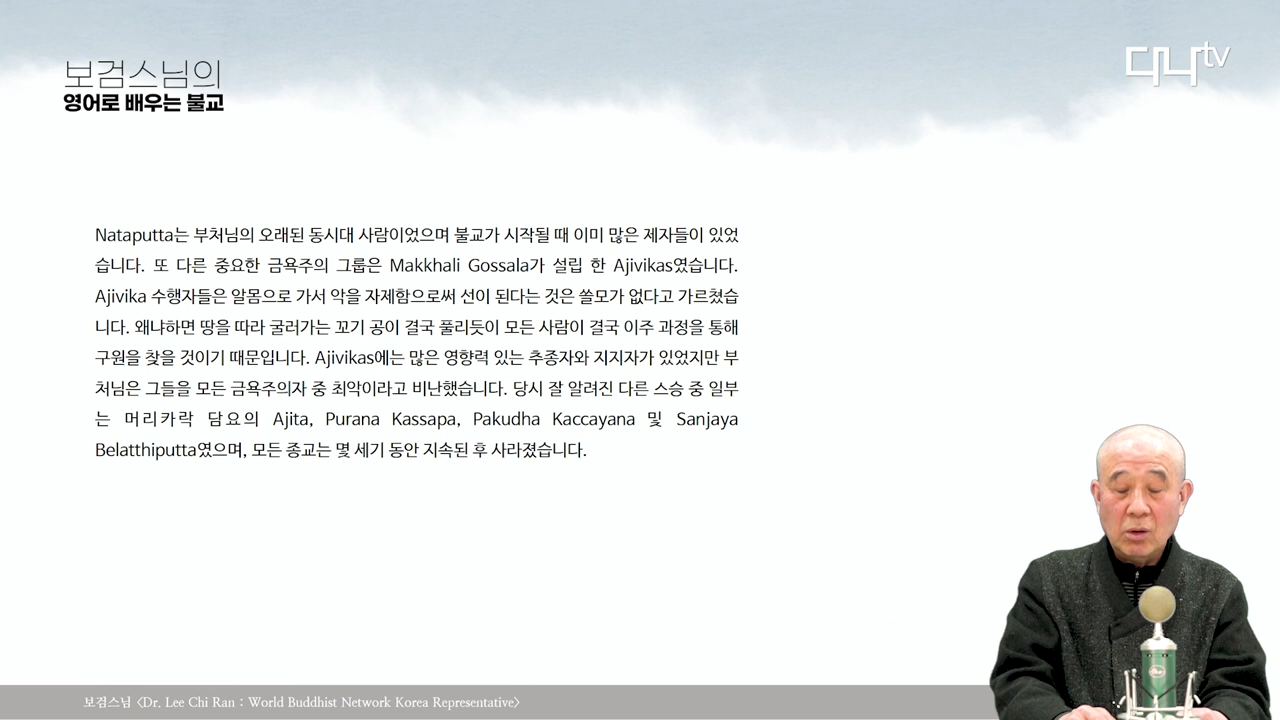 보검스님의
영어로 배우는 불교
디나tv
Nataputta는 부처님의 오래된 동시대 사람이었으며 불교가 시작될 때 이미 많은 제자들이 있었
습니다. 또 다른 중요한 금욕주의 그룹은 Makkhali Gossala가 설립 한 Ajivikas였습니다.
Ajivika 수행자들은 알몸으로 가서 악을 자제함으로써 선이 된다는 것은 쓸모가 없다고 가르쳤습
니다. 왜냐하면 땅을 따라 굴러가는 꼬기 공이 결국 풀리듯이 모든 사람이 결국 이주 과정을 통해
구원을 찾을 것이기 때문입니다. Ajivikas에는 많은 영향력 있는 추종자와 지지자가 있었지만 부
처님은 그들을 모든 금욕주의자 중 최악이라고 비난했습니다. 당시 잘 알려진 다른 스승 중 일부
는 머리카락 담요의 Ajita, Purana Kassapa, Pakudha Kaccayana 및 Sanjaya
Belatthiputta였으며, 모든 종교는 몇 세기 동안 지속된 후 사라졌습니다.
보검스님 <Dr. Lee Chi Ran : World Buddhist Network Korea Representative>